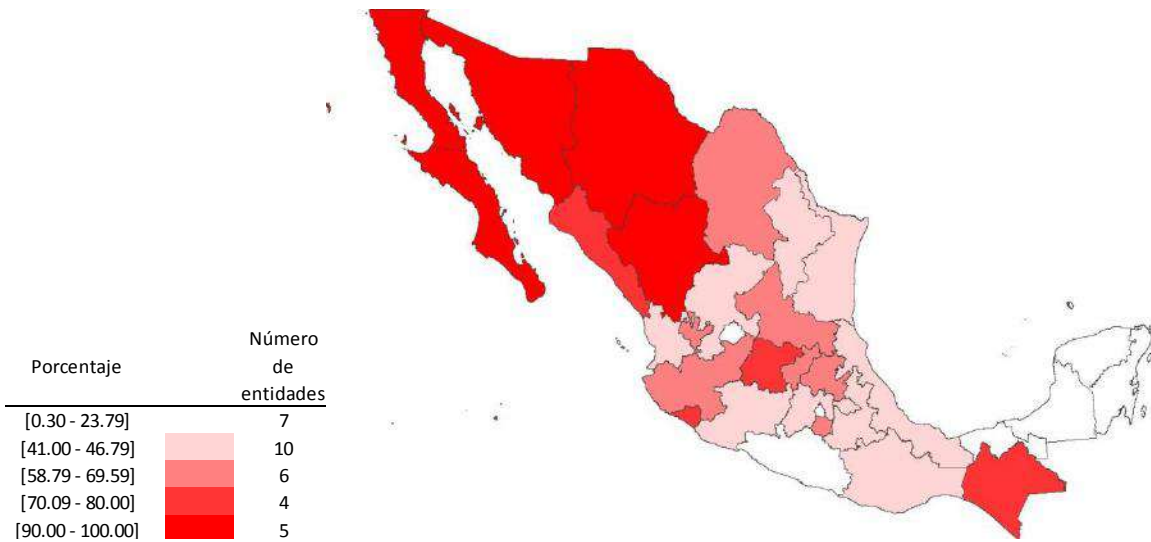 Número
Porcentaje de
entidades
[0.30 - 23.79] 7
[41.00 - 46.79] 10
[58.79 - 69.59] 6
[70.09 - 80.00] 4
[90.00 - 100.00] 5